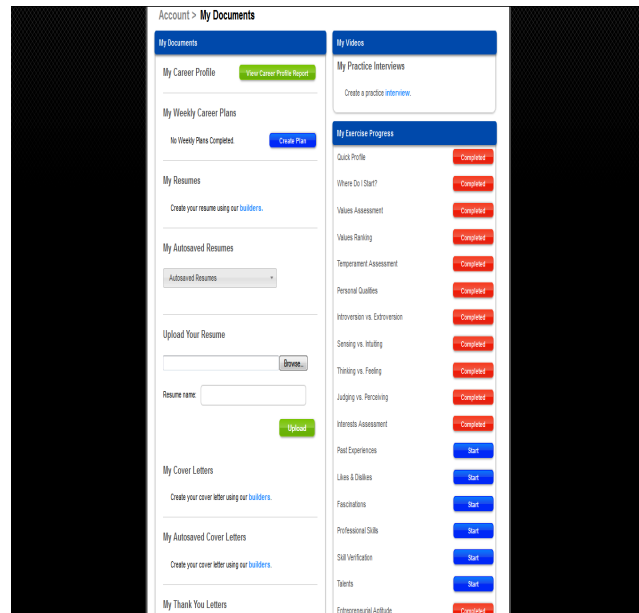 Account > My Documents
My Documents
My Career Profile
View Career Profile Report
My Weekly Career Plans
No Weekly Plans Completed.
Create Plan
My Resumes
Create your resume using our builders.
My Autosaved Resumes
Autosaved Resumes
Upload Your Resume
Browse...
Resume name:
Upload
My Cover Letters
Create your cover letter using our builders.
My Autosaved Cover Letters
Create your cover letter using our builders.
My Thank You Letters
My Videos
My Practice Interviews
Create a practice interview.
My Exercise Progress
Quick Profile Completed
Where Do I Start? Completed
Values Assessment Completed
Values Ranking Completed
Temperament Assessment Completed
Personal Qualities Completed
Introversion vs. Extroversion Completed
Sensing vs. Intuiting Completed
Thinking vs. Feeling Completed
Judging vs. Perceiving Completed
Interests Assessment Completed
Past Experiences Start
Likes & Dislikes Start
Fascinations Start
Professional Skills Start
Skill Verification Start
Talents Start
Entrepreneurial Aptitude Completed